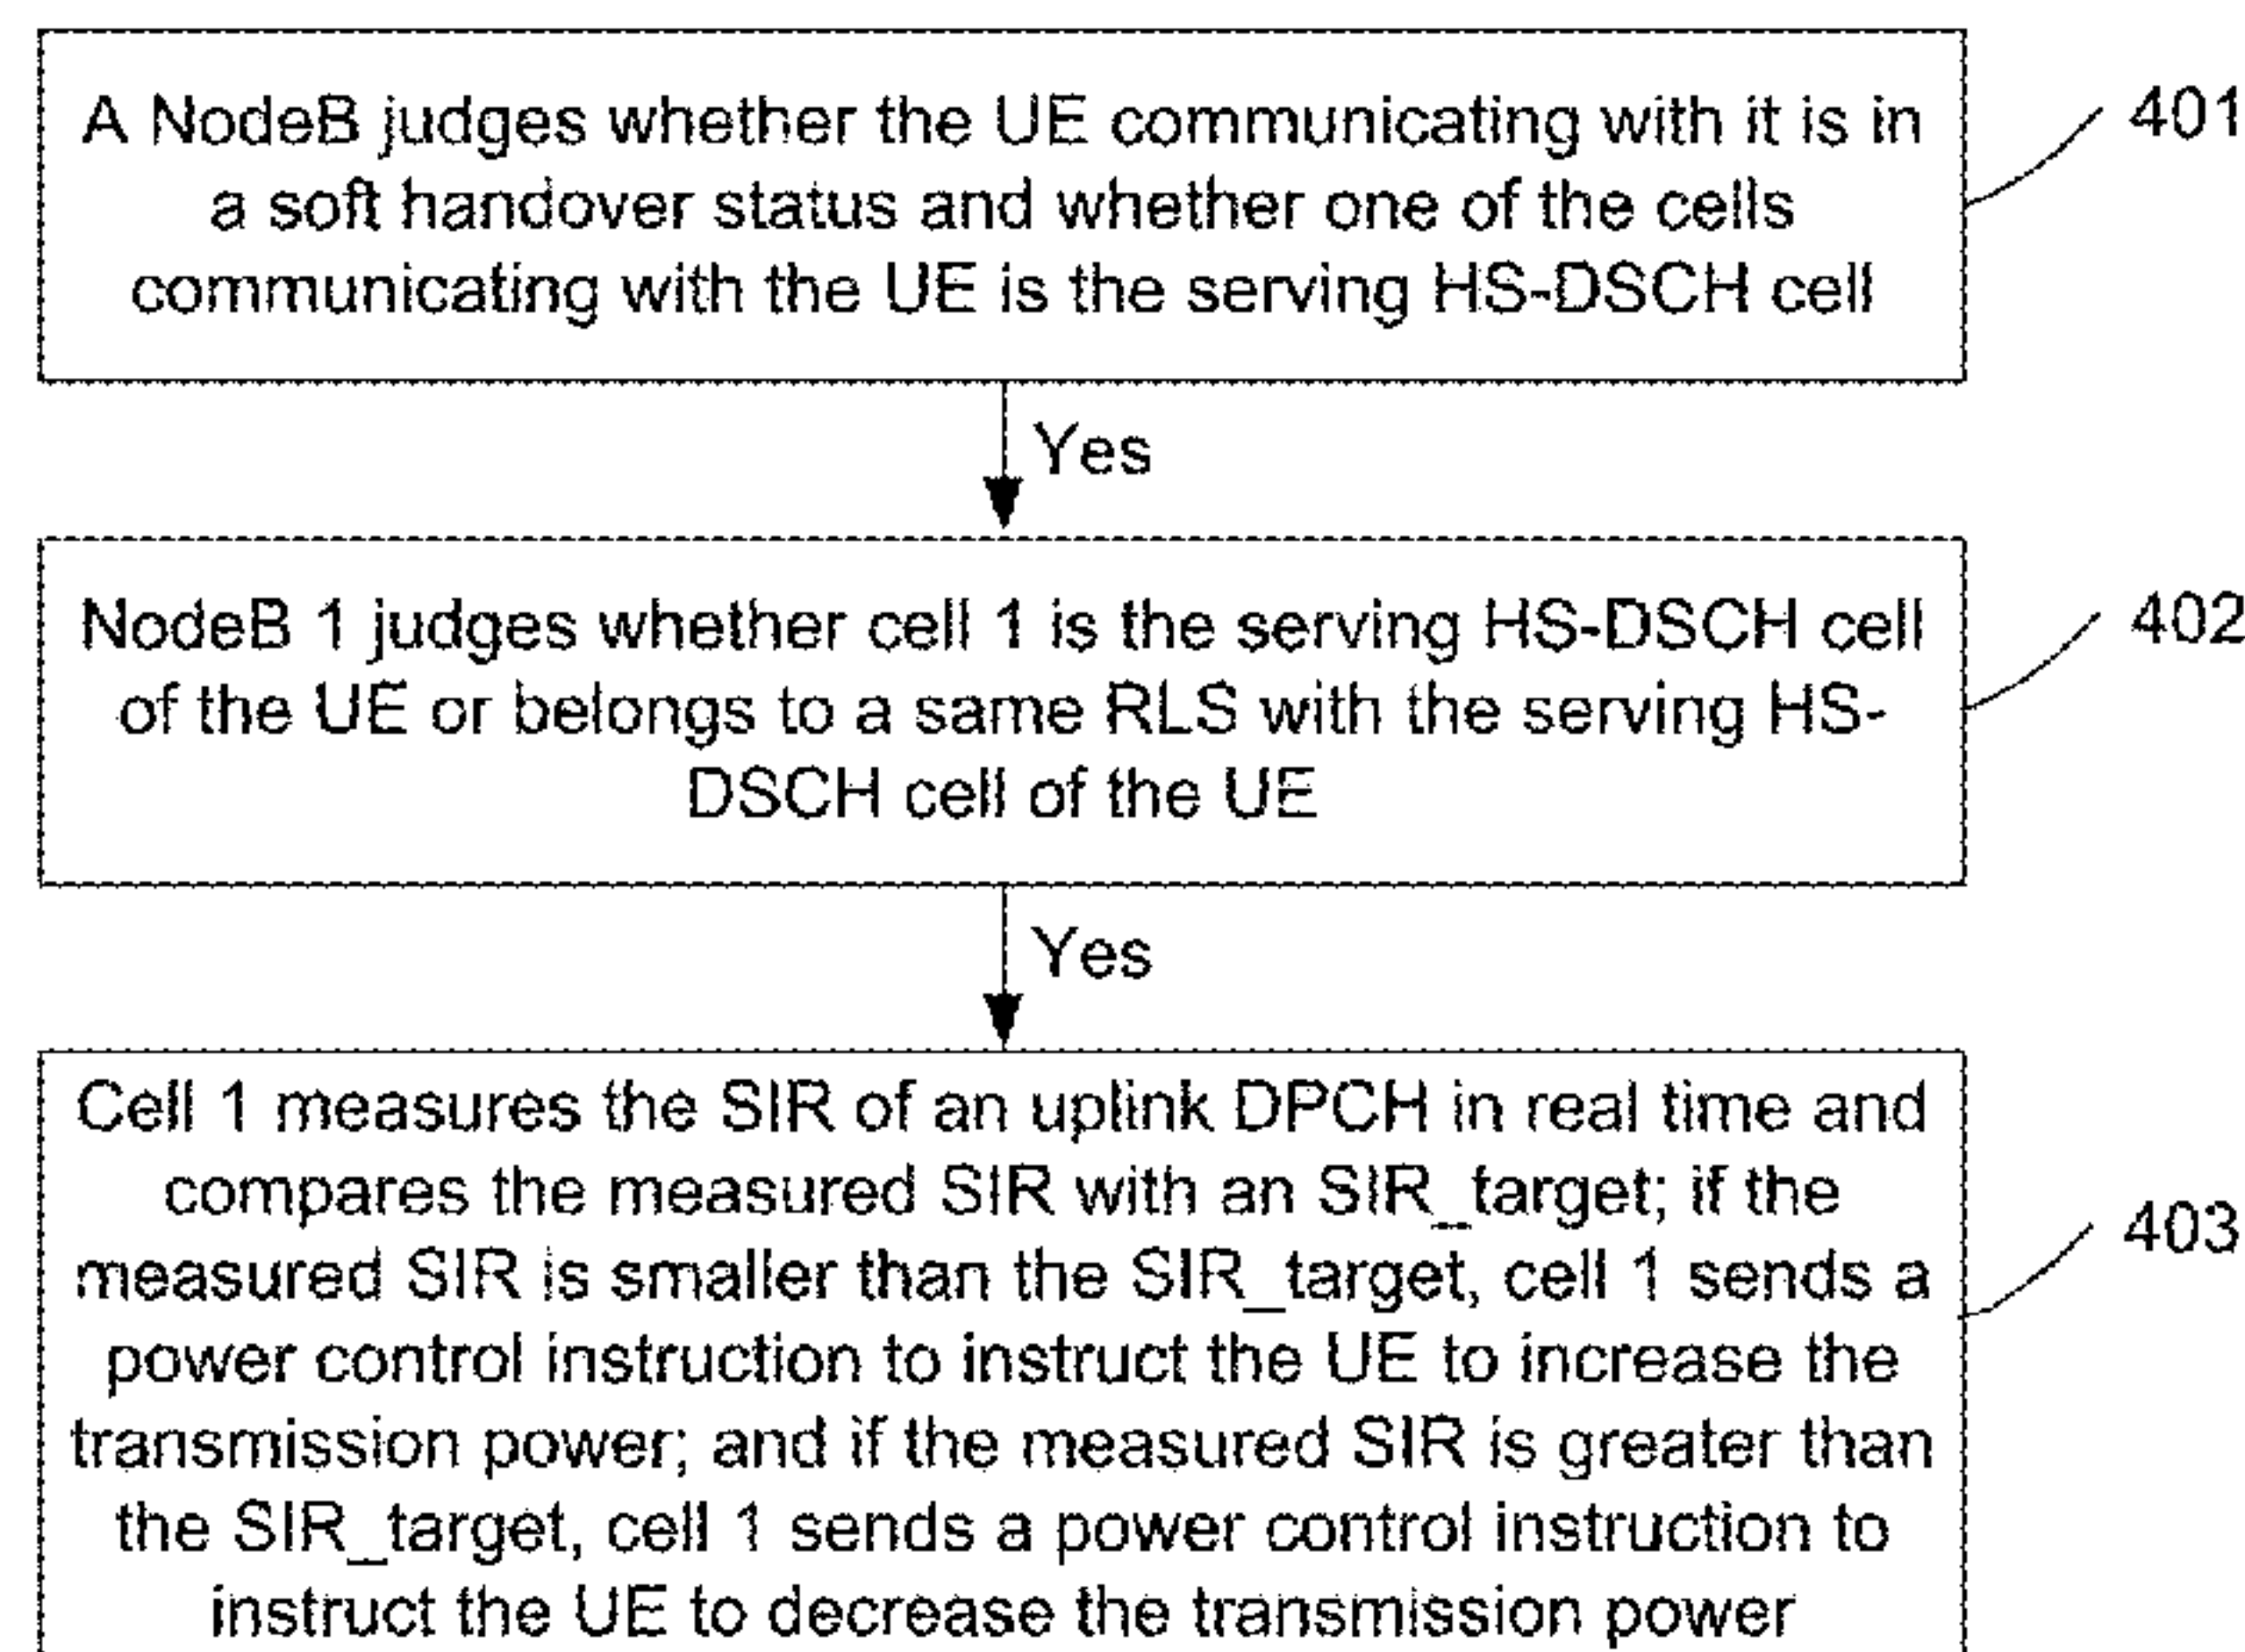 A NodeB judges whether the UE communicating with it is in
a soft handover status and whether one of the cells
communicating with the UE is the serving HS-DSCH cell
401
Yes
NodeB 1 judges whether cell 1 is the serving HS-DSCH cell
of the UE or belongs to a same RLS with the serving HS-
DSCH cell of the UE
402
Yes
Cell 1 measures the SIR of an uplink DPCH in real time and
compares the measured SIR with an SIR_target; if the
measured SIR is smaller than the SIR_target, cell 1 sends a
power control instruction to instruct the UE to increase the
transmission power; and if the measured SIR is greater than
the SIR_target, cell 1 sends a power control instruction to
instruct the UE to decrease the transmission power
403